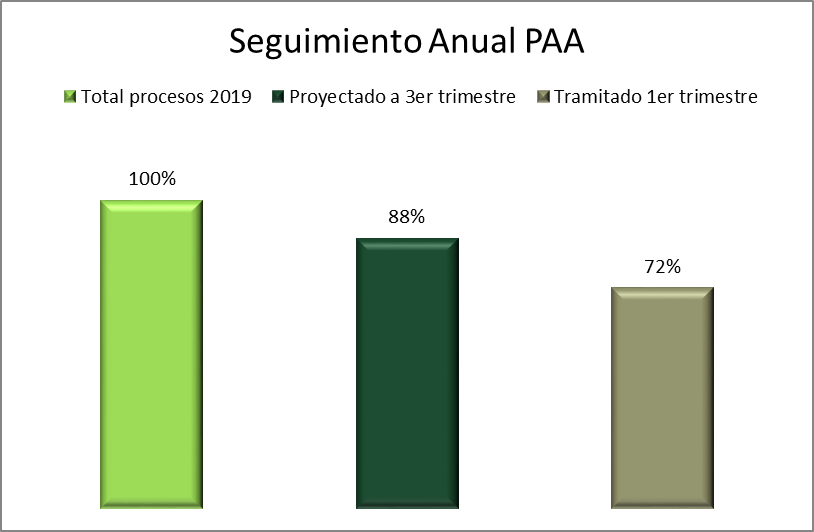 Seguimiento Anual PAA
Total procesos 2019 Proyectado a 3er trimestre Tramitado 1er trimestre
100%
88%
72%